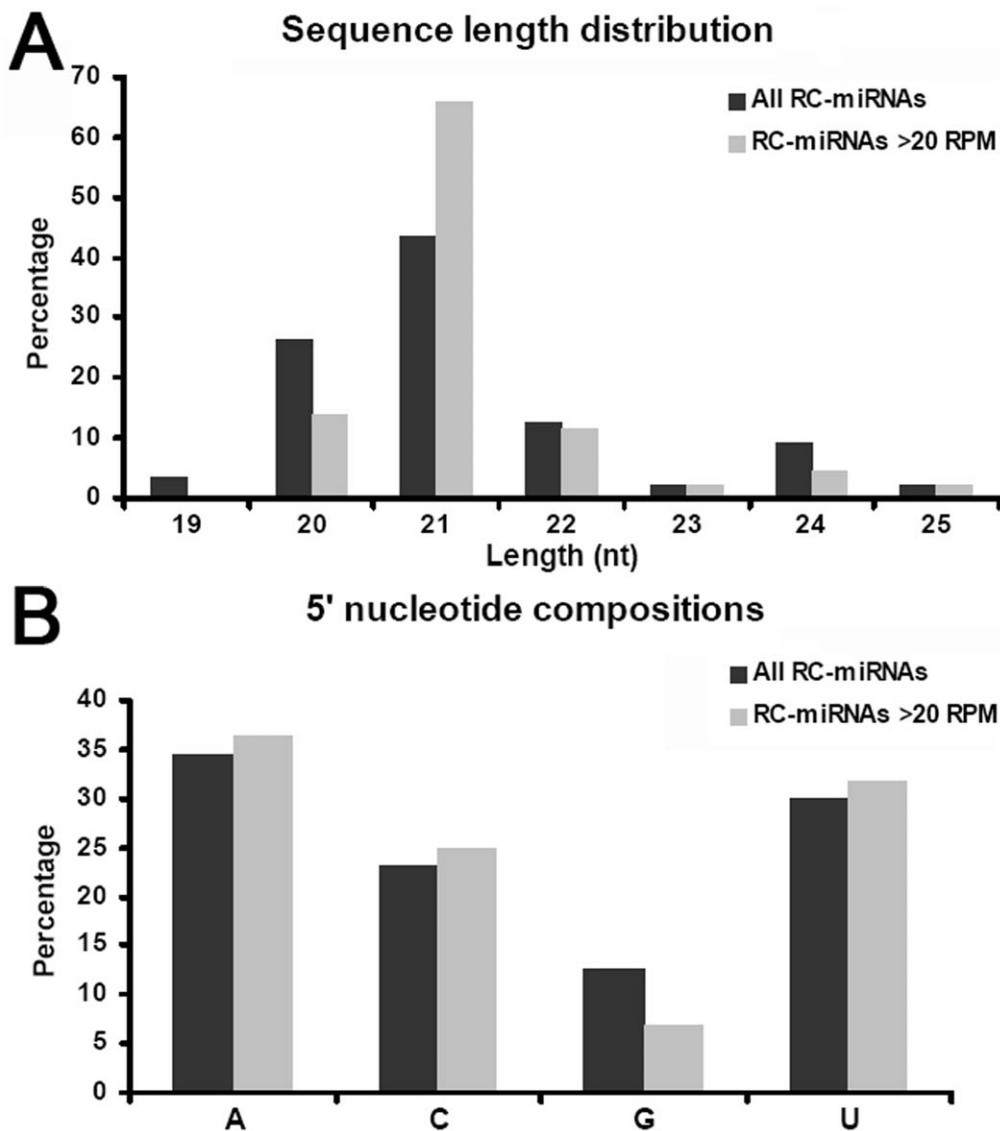 A
Sequence length distribution
All RC-miRNAs
RC-miRNAs >20 RPM
Percentage
70
60
50
40
30
20
10
0
19 20 21 22 23 24 25
Length (nt)
B
5' nucleotide compositions
All RC-miRNAs
RC-miRNAs >20 RPM
Percentage
40
35
30
25
20
15
10
5
0
A C G U